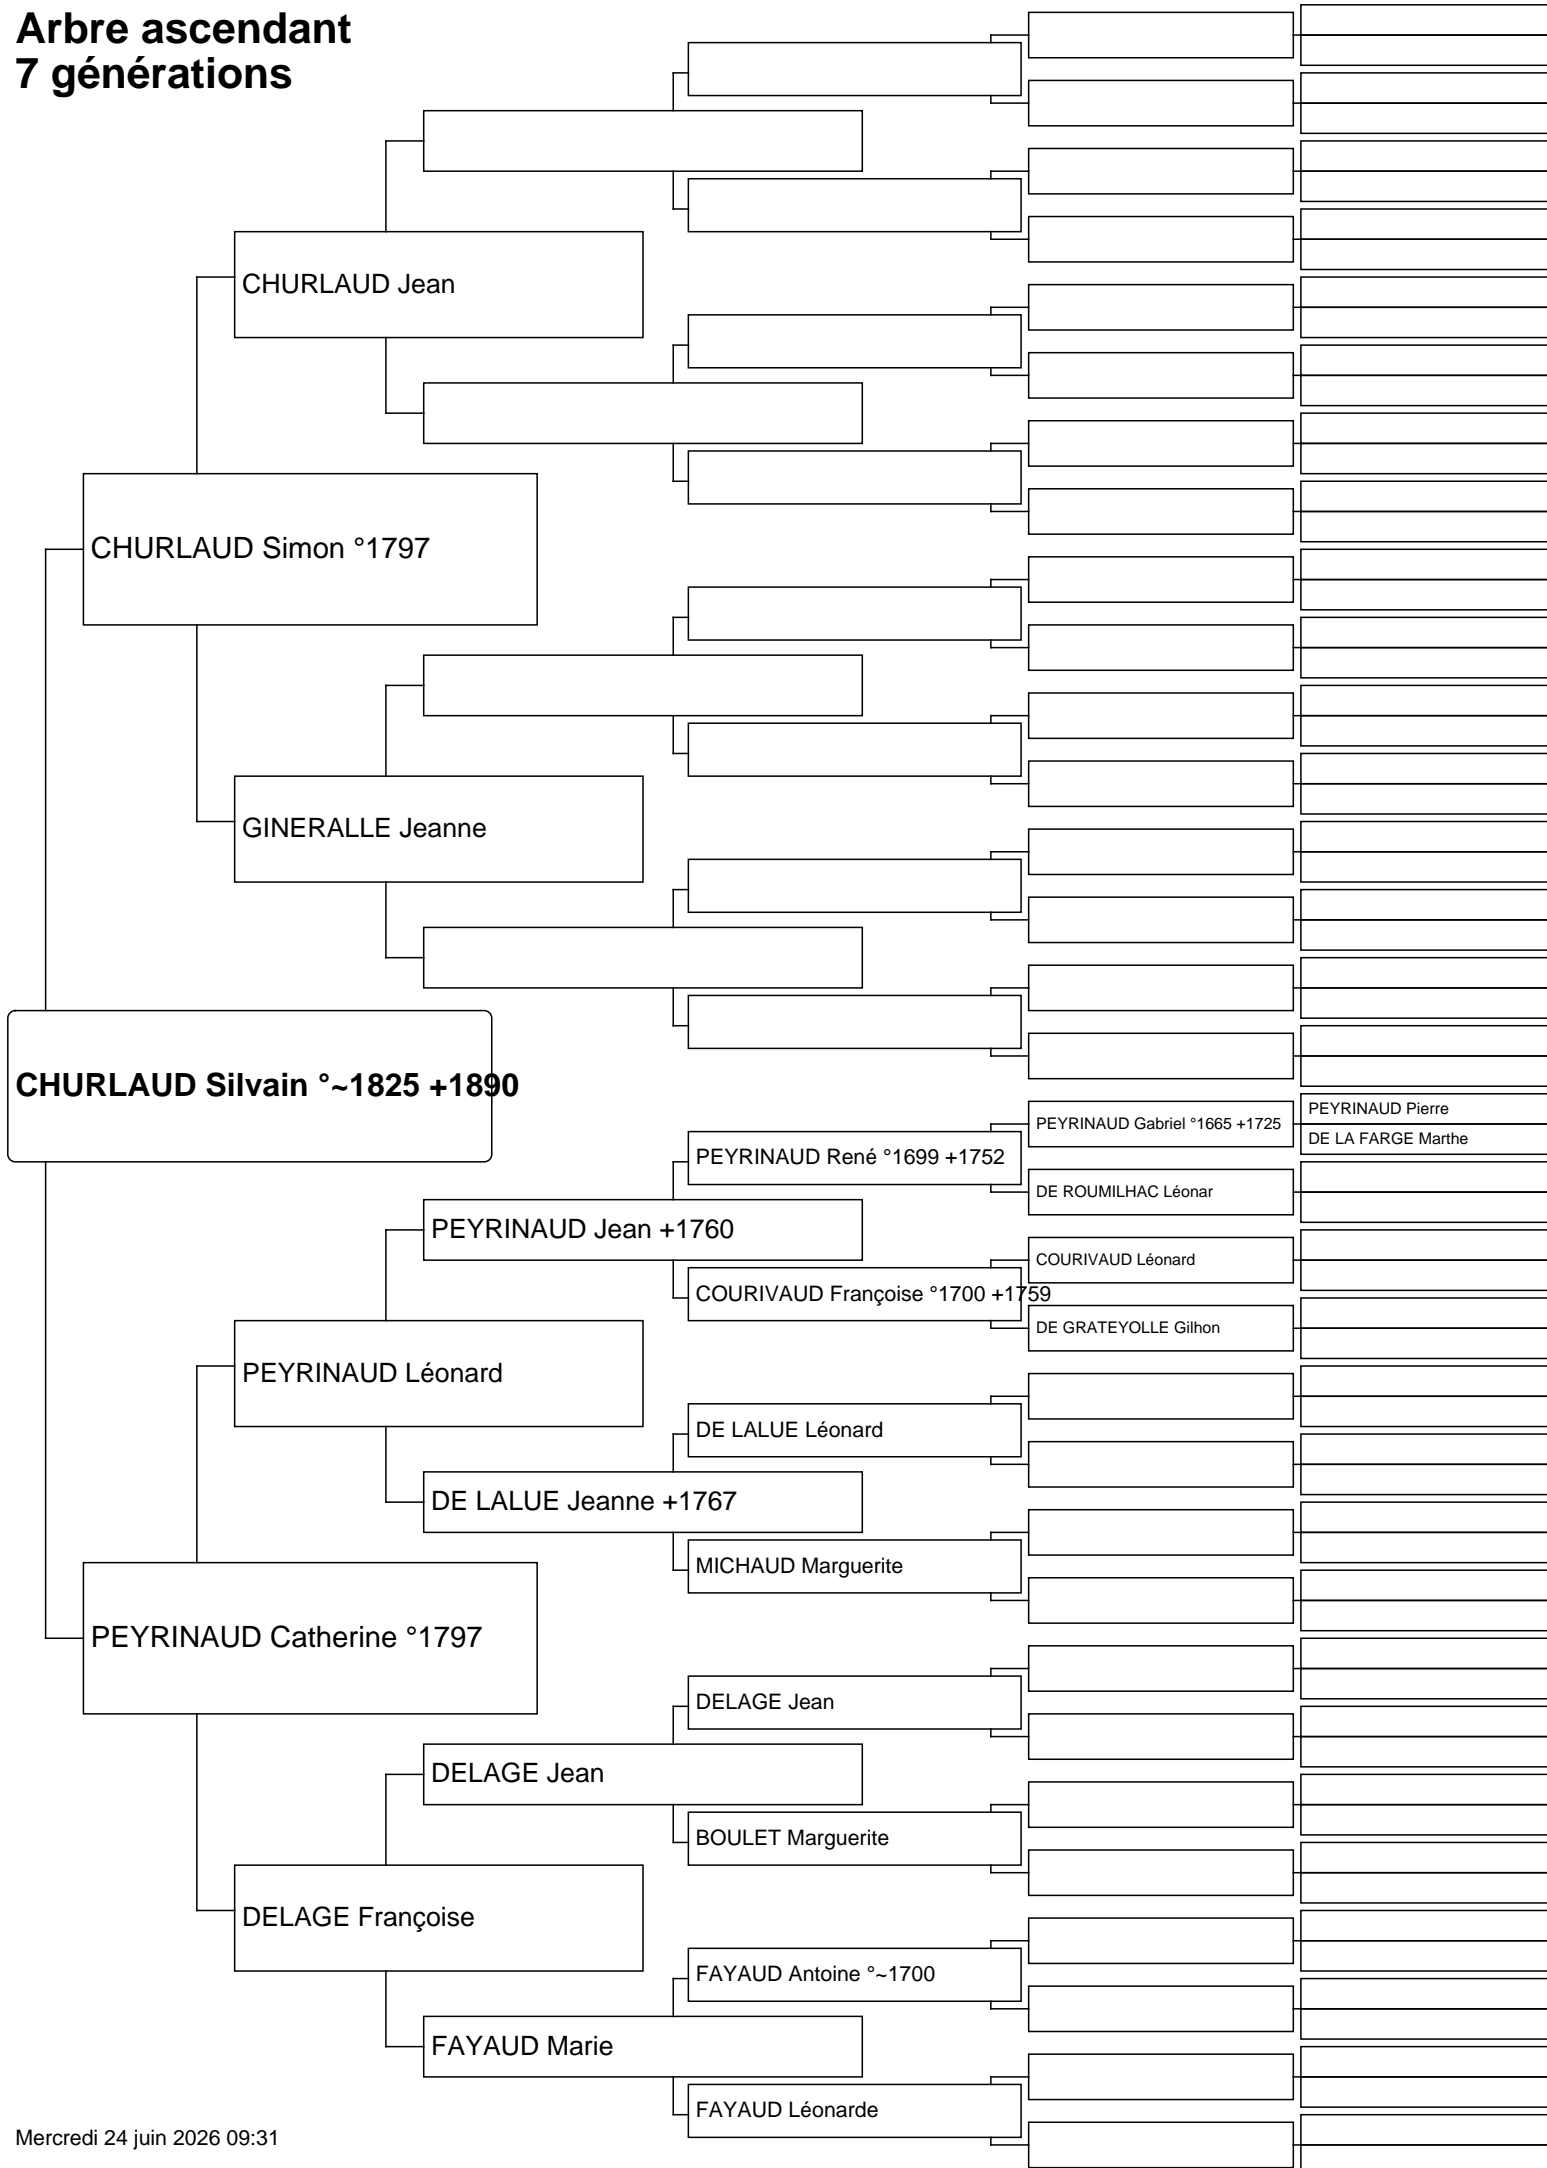 Arbre ascendant
7 générations
CHURLAUD Jean
CHURLAUD Simon °1797
GINERALLE Jeanne
CHURLAUD Silvain °~1825 +1890
PEYRINAUD Pierre
PEYRINAUD Gabriel °1665 +1725
DE LA FARGE Marthe
PEYRINAUD René °1699 +1752
DE ROUMILHAC Léonar
PEYRINAUD Jean +1760
COURIVAUD Léonard
COURIVAUD Françoise °1700 +1759
DE GRATEYOLLE Gilhon
PEYRINAUD Léonard
DE LALUE Léonard
DE LALUE Jeanne +1767
MICHAUD Marguerite
PEYRINAUD Catherine °1797
DELAGE Jean
DELAGE Jean
BOULET Marguerite
DELAGE Françoise
FAYAUD Antoine °~1700
FAYAUD Marie
FAYAUD Léonarde
Mercredi 24 juin 2026 09:31